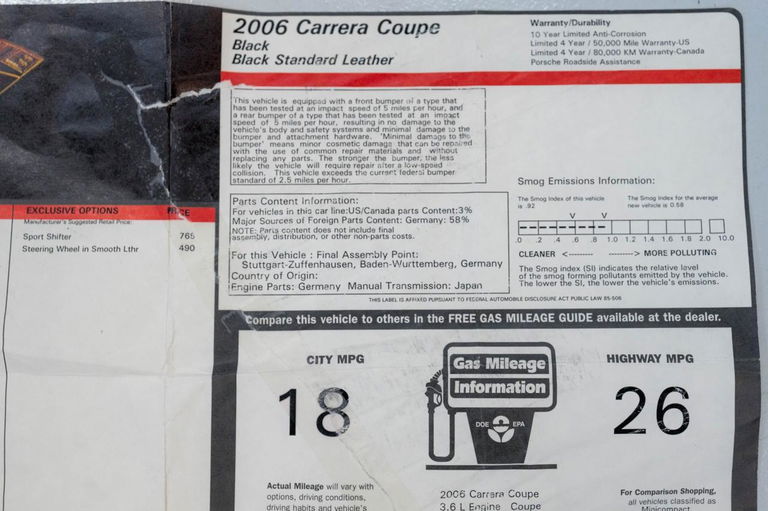 2006 Carrera Coupe
Black
Black Standard Leather
Warranty/Durability
10 Year Limited Anti-Corrosion
Limited 4 Year / 50,000 Mile Warranty-US
Limited 4 Year / 80,000 KM Warranty-Canada
Porsche Roadside Assistance
This vehicle is equipped with a front bumper of a type that
has been tested at an impact speed of 5 miles per hour, and
a rear bumper of a type that has been tested at an impact
speed of 5 miles per hour, resulting in no damage to the
vehicle's body and safety systems and minimal damage to the
bumper and attachment hardware. 'Minimal damage to the
bumper' means minor cosmetic damage that can be repaired
with the use of common repair materials and without
replacing any parts. The stronger the bumper, the less
likely the vehicle will require repair after a low-speed
collision. This vehicle exceeds the current federal bumper
standard of 2.5 miles per hour.
EXCLUSIVE OPTIONS PRICE
Manufacturer's Suggested Retail Price:
Sport Shifter 765
Steering Wheel in Smooth Lthr 490
Parts Content Information:
For vehicles in this car line:US/Canada parts Content:3%
Major Sources of Foreign Parts Content: Germany: 58%
NOTE: Parts content does not include final
assembly, distribution, or other non-parts costs.
For this Vehicle : Final Assembly Point:
Stuttgart-Zuffenhausen, Baden-Wurttemberg, Germany
Country of Origin:
Engine Parts: Germany Manual Transmission: Japan
Smog Emissions Information:
The Smog Index of this vehicle
is .92
The Smog Index for the average
new vehicle is 0.58
V V
.0 .2 .4 .6 .8 1.0 1.2 1.4 1.6 1.8 2.0 10.0
CLEANER <-------- --------> MORE POLLUTING
The Smog Index (SI) indicates the relative level
of the smog forming pollutants emitted by the vehicle.
The lower the SI, the lower the vehicle's emissions.
THIS LABEL IS AFFIXED PURSUANT TO FEDERAL AUTOMOBILE DISCLOSURE ACT PUBLIC LAW 85-506
Compare this vehicle to others in the FREE GAS MILEAGE GUIDE available at the dealer.
CITY MPG
18
Gas Mileage
Information
DOE EPA
HIGHWAY MPG
26
Actual Mileage will vary with
options, driving conditions,
driving habits and vehicle's
2006 Carrera Coupe
3.6 L Engine Coupe
For Comparison Shopping,
all vehicles classified as
Minicompact